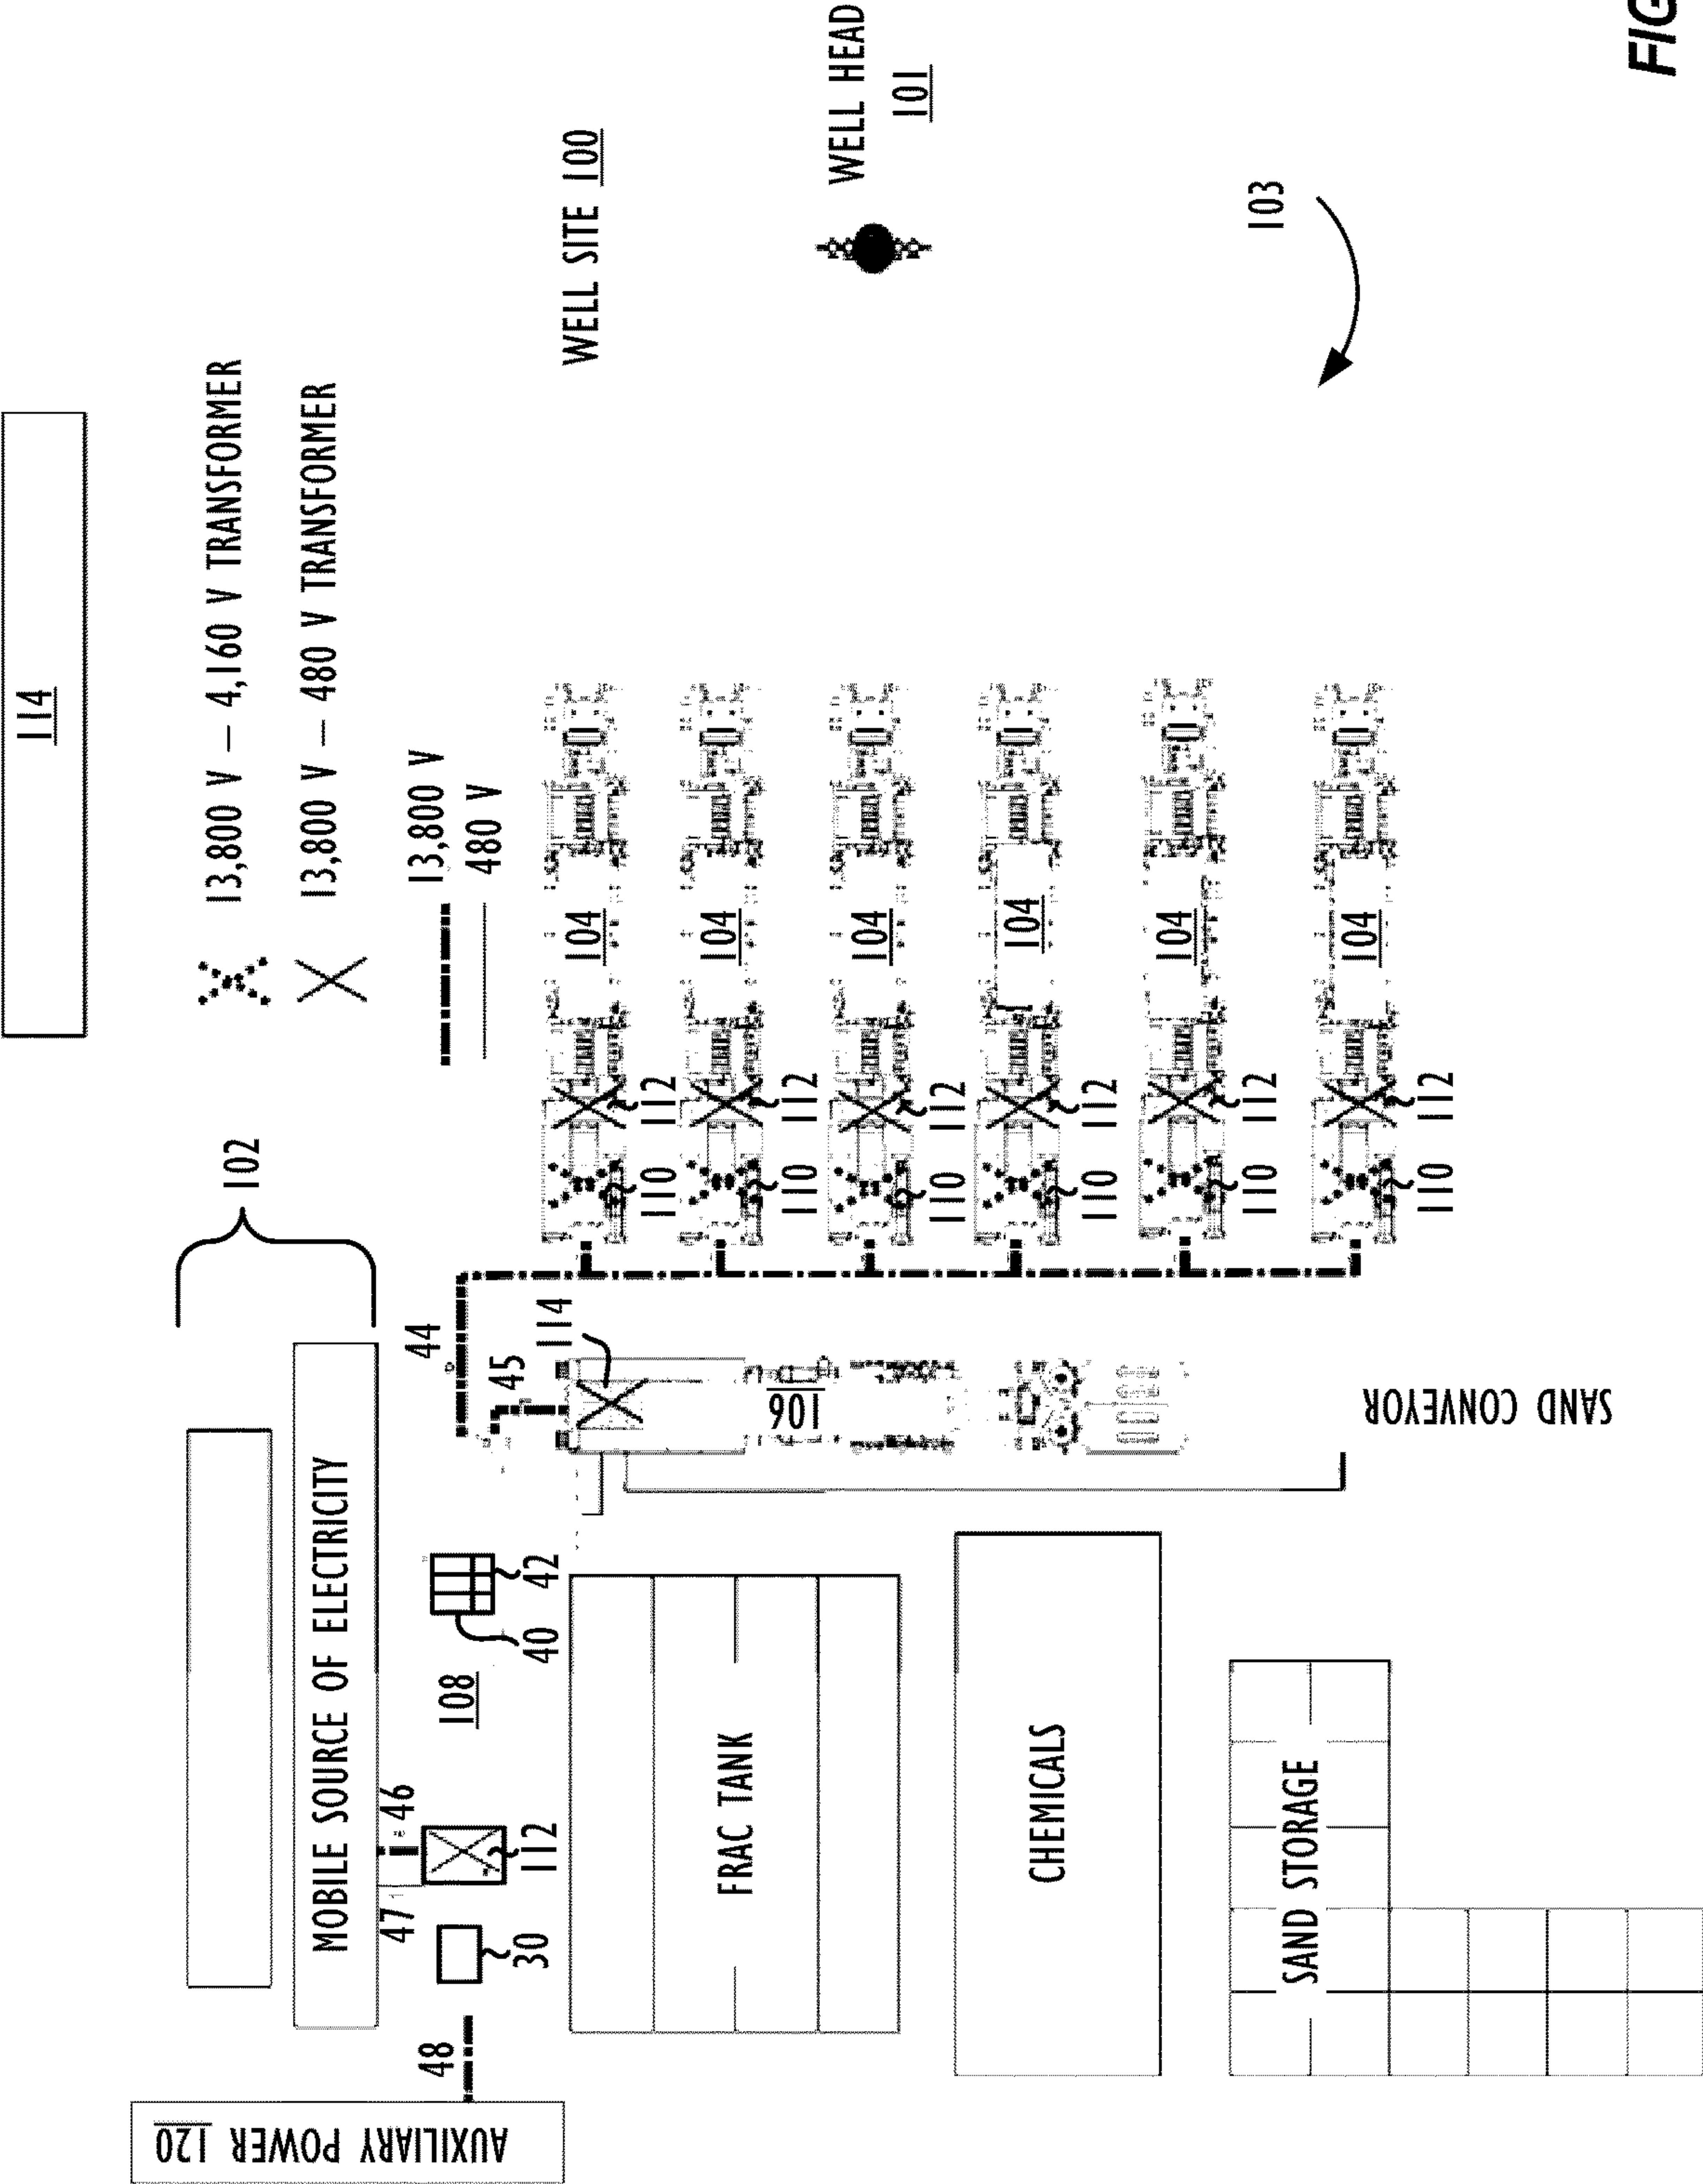 114
AUXILIARY POWER 120
102
13,800 V – 4,160 V TRANSFORMER
13,800 V – 480 V TRANSFORMER
MOBILE SOURCE OF ELECTRICITY
47
46
44
13,800 V
480 V
48
108
45
30
112
40
42
114
WELL SITE 100
104
110
112
FRAC TANK
104
110
112
106
WELL HEAD
101
104
110
112
104
110
112
CHEMICALS
104
110
112
103
SAND STORAGE
104
110
112
SAND CONVEYOR
FIG